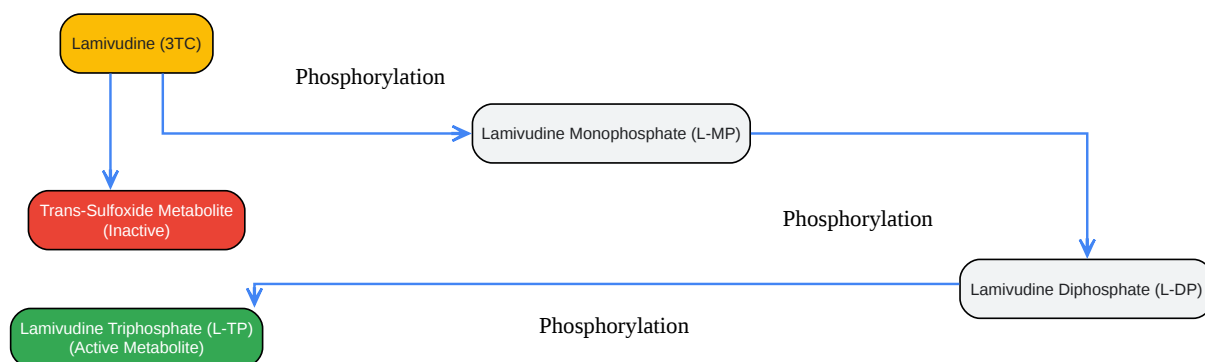 Lamivudine (3TC)
Phosphorylation
Lamivudine Monophosphate (L-MP)
Trans-Sulfoxide Metabolite
(Inactive)
Phosphorylation
Lamivudine Diphosphate (L-DP)
Lamivudine Triphosphate (L-TP)
(Active Metabolite)
Phosphorylation